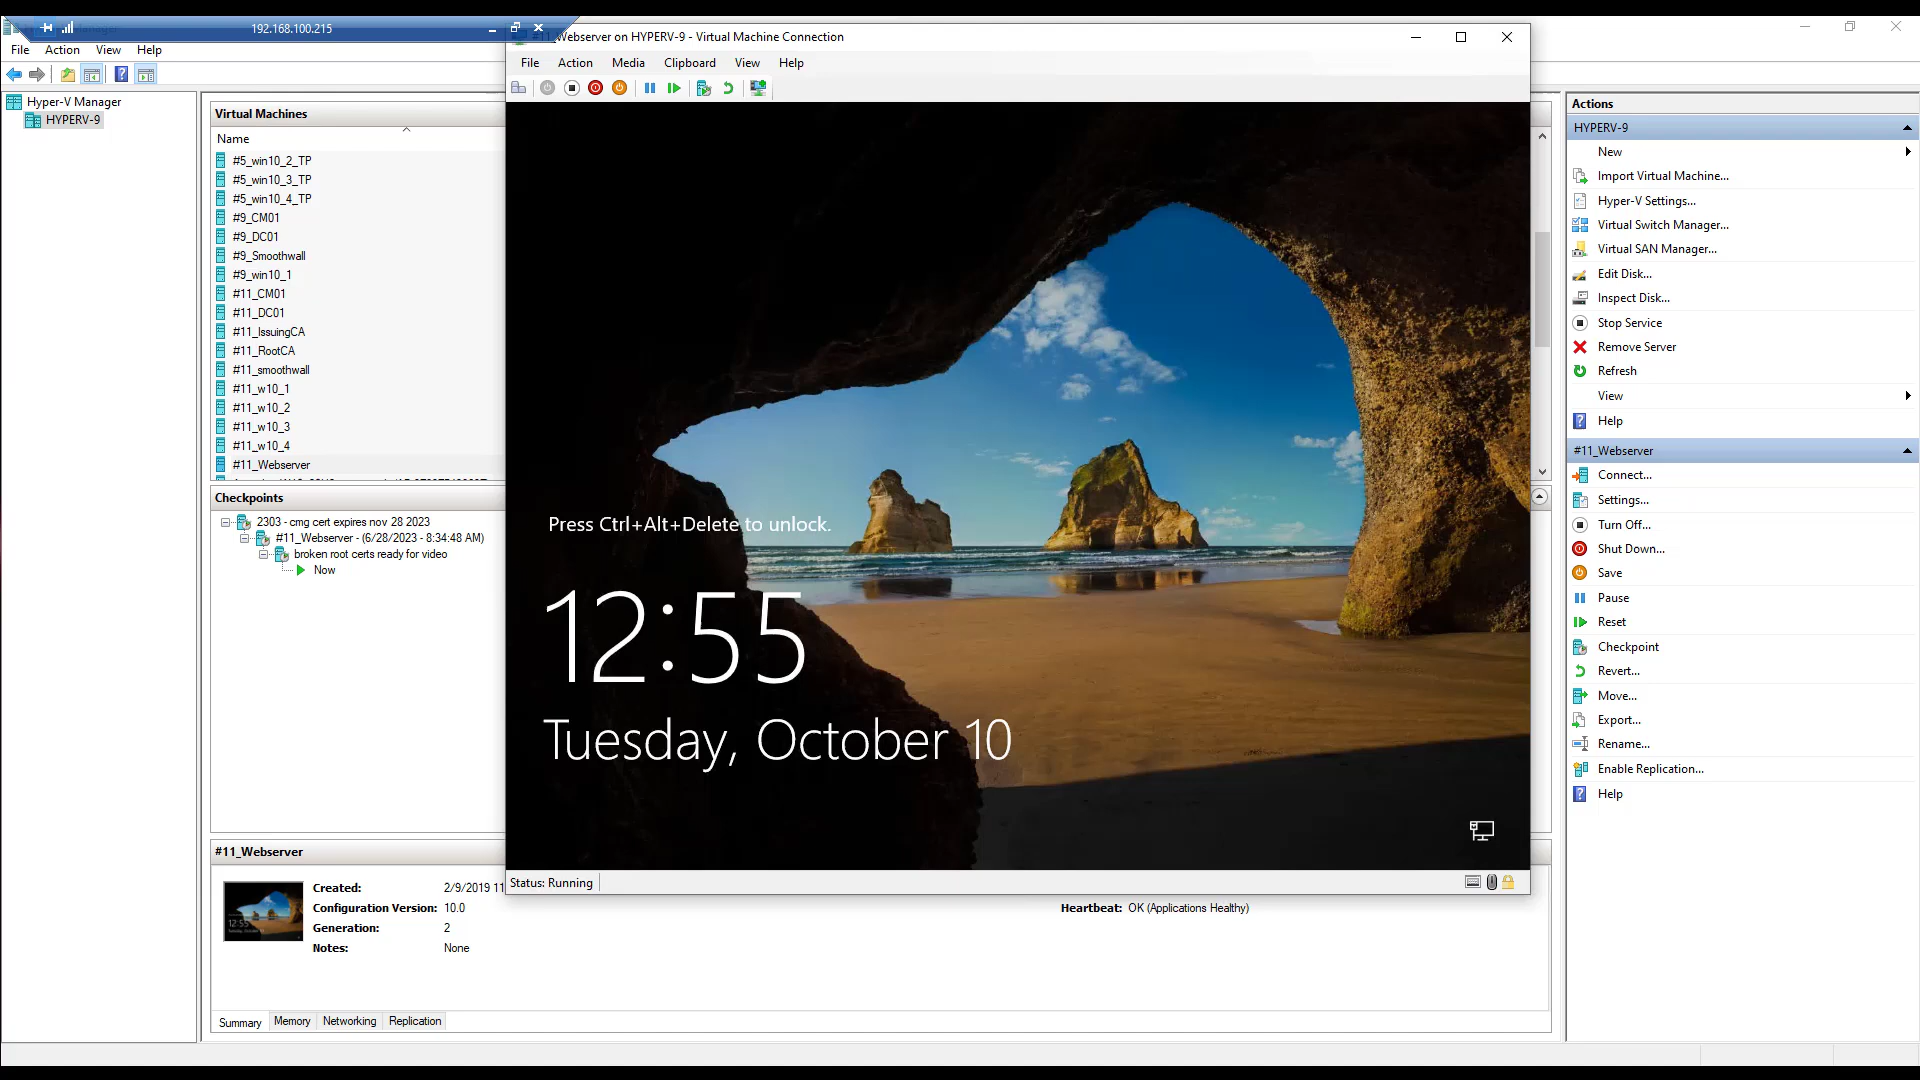 192.168.100.215
File Action View Help
Hyper-V Manager
HYPERV-9
Virtual Machines
Name
#5_win10_2_TP
#5_win10_3_TP
#5_win10_4_TP
#9_CM01
#9_DC01
#9_Smoothwall
#9_win10_1
#11_CM01
#11_DC01
#11_IssuingCA
#11_RootCA
#11_smoothwall
#11_w10_1
#11_w10_2
#11_w10_3
#11_w10_4
#11_Webserver
Checkpoints
2303 - cmg cert expires nov 28 2023
#11_Webserver - (6/28/2023 - 8:34:48 AM)
broken root certs ready for video
Now
#11_Webserver
Created: 2/9/2019 11
Configuration Version: 10.0
Generation: 2
Notes: None
Heartbeat: OK (Applications Healthy)
Summary Memory Networking Replication
#11_Webserver on HYPERV-9 - Virtual Machine Connection
File Action Media Clipboard View Help
Press Ctrl+Alt+Delete to unlock.
12:55
Tuesday, October 10
Status: Running
Actions
HYPERV-9
New
Import Virtual Machine...
Hyper-V Settings...
Virtual Switch Manager...
Virtual SAN Manager...
Edit Disk...
Inspect Disk...
Stop Service
Remove Server
Refresh
View
Help
#11_Webserver
Connect...
Settings...
Turn Off...
Shut Down...
Save
Pause
Reset
Checkpoint
Revert...
Move...
Export...
Rename...
Enable Replication...
Help